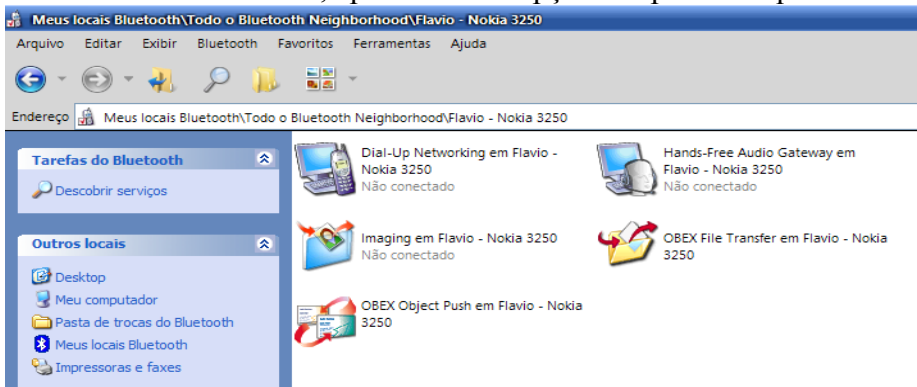 Meus locais Bluetooth\Todo o Bluetooth Neighborhood\Flavio - Nokia 3250
Arquivo Editar Exibir Bluetooth Favoritos Ferramentas Ajuda
Endereço Meus locais Bluetooth\Todo o Bluetooth Neighborhood\Flavio - Nokia 3250
Tarefas do Bluetooth
Descobrir serviços
Outros locais
Desktop
Meu computador
Pasta de trocas do Bluetooth
Meus locais Bluetooth
Impressoras e faxes
Dial-Up Networking em Flavio -
Nokia 3250
Não conectado
Hands-Free Audio Gateway em
Flavio - Nokia 3250
Não conectado
Imaging em Flavio - Nokia 3250
Não conectado
OBEX File Transfer em Flavio - Nokia
3250
OBEX Object Push em Flavio - Nokia
3250